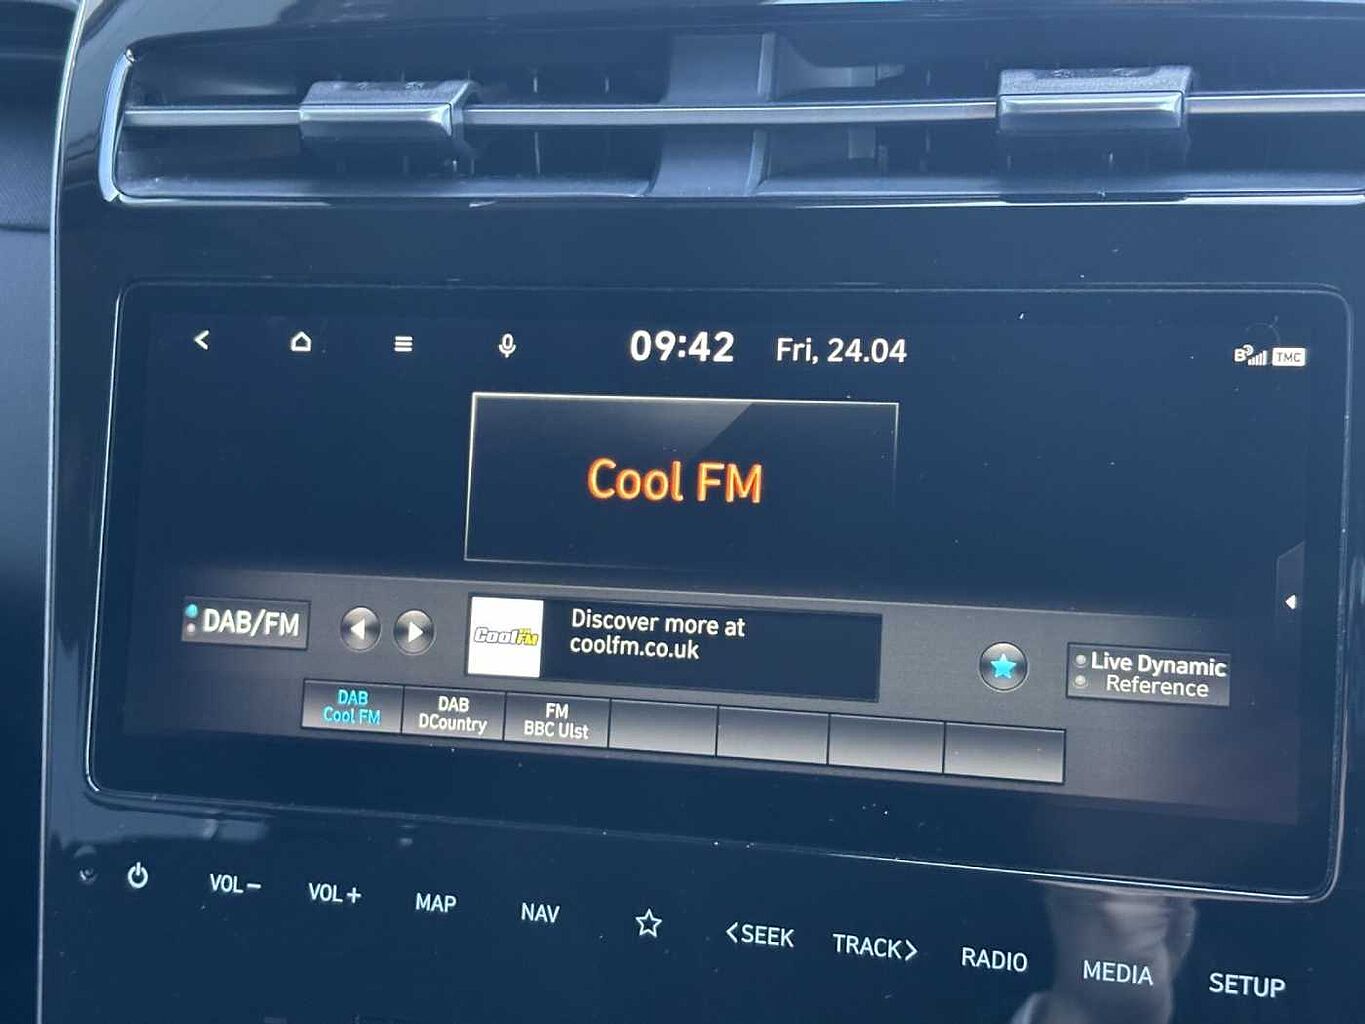 09:42 Fri, 24.04
TMC
Cool FM
DAB/FM
CoolFM
Discover more at
coolfm.co.uk
Live Dynamic
Reference
DAB
Cool FM
DAB
DCountry
FM
BBC Ulst
VOL− VOL+ MAP NAV <SEEK TRACK> RADIO MEDIA SETUP